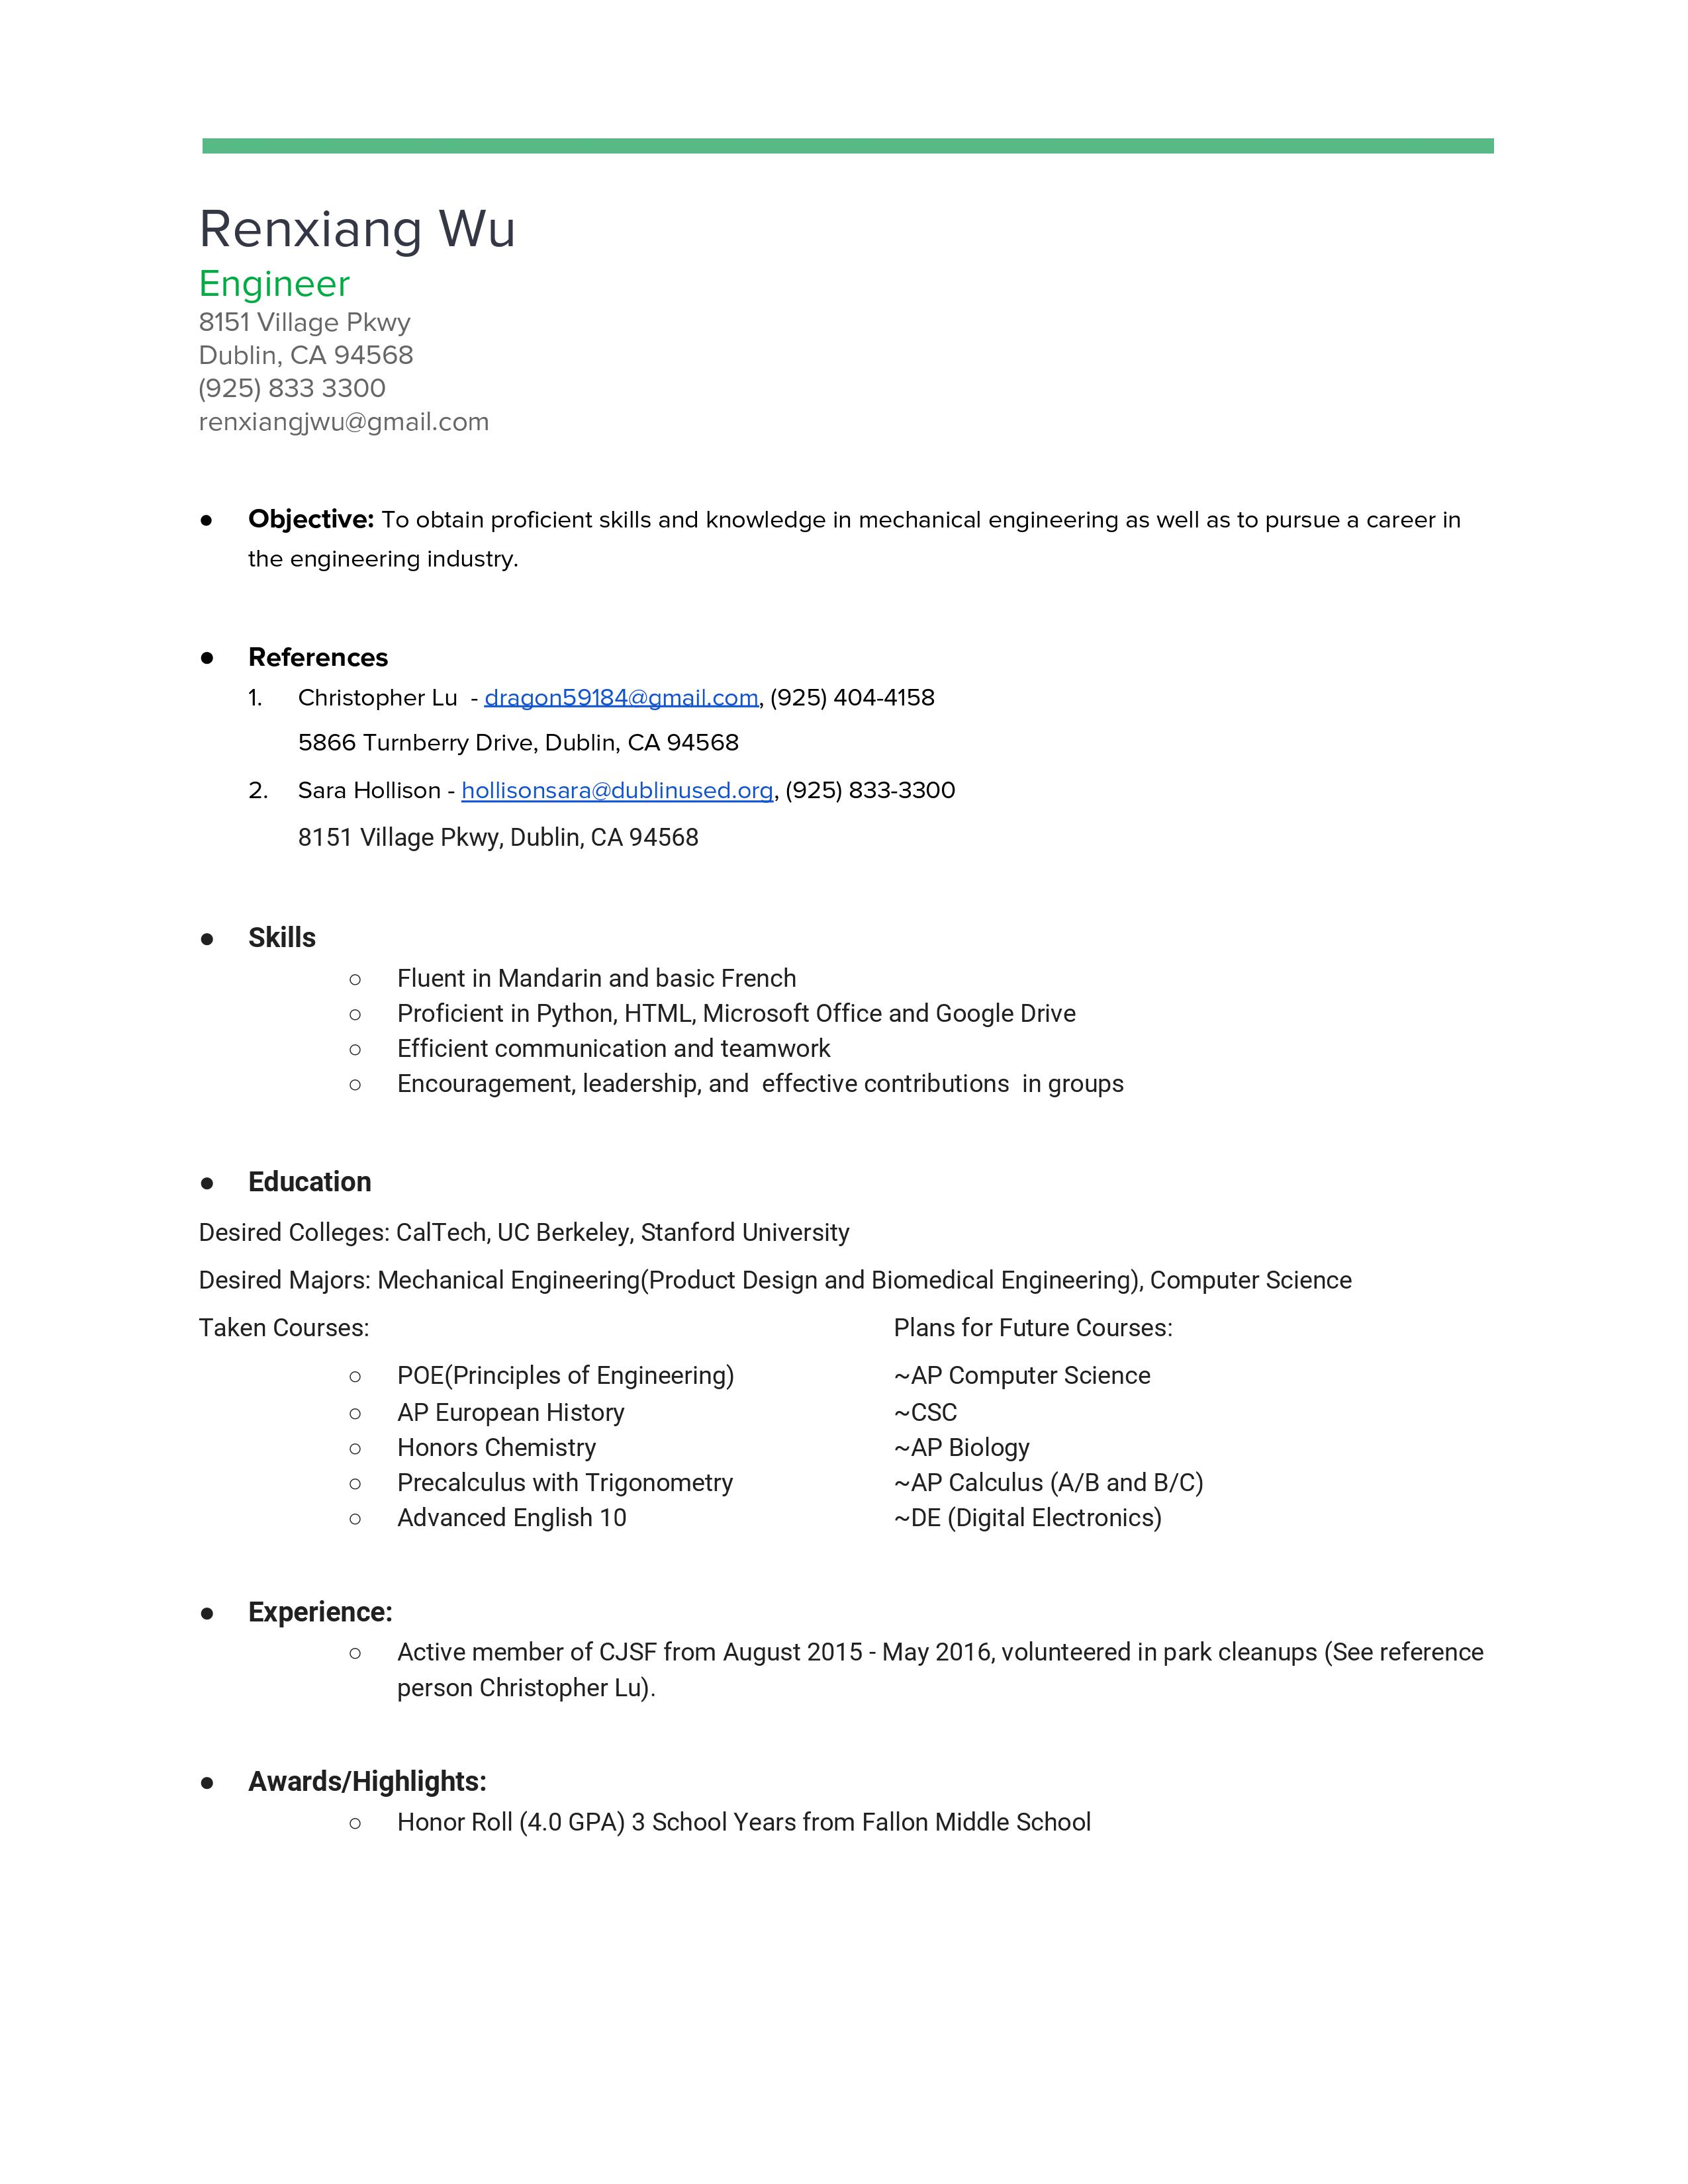 Renxiang Wu
Engineer
8151 Village Pkwy
Dublin, CA 94568
(925) 833 3300
renxiangjwu@gmail.com
● Objective: To obtain proficient skills and knowledge in mechanical engineering as well as to pursue a career in
the engineering industry.
● References
1. Christopher Lu - dragon59184@gmail.com, (925) 404-4158
5866 Turnberry Drive, Dublin, CA 94568
2. Sara Hollison - hollisonsara@dublinused.org, (925) 833-3300
8151 Village Pkwy, Dublin, CA 94568
● Skills
○ Fluent in Mandarin and basic French
○ Proficient in Python, HTML, Microsoft Office and Google Drive
○ Efficient communication and teamwork
○ Encouragement, leadership, and effective contributions in groups
● Education
Desired Colleges: CalTech, UC Berkeley, Stanford University
Desired Majors: Mechanical Engineering(Product Design and Biomedical Engineering), Computer Science
Taken Courses: Plans for Future Courses:
○ POE(Principles of Engineering) ~AP Computer Science
○ AP European History ~CSC
○ Honors Chemistry ~AP Biology
○ Precalculus with Trigonometry ~AP Calculus (A/B and B/C)
○ Advanced English 10 ~DE (Digital Electronics)
● Experience:
○ Active member of CJSF from August 2015 - May 2016, volunteered in park cleanups (See reference
person Christopher Lu).
● Awards/Highlights:
○ Honor Roll (4.0 GPA) 3 School Years from Fallon Middle School